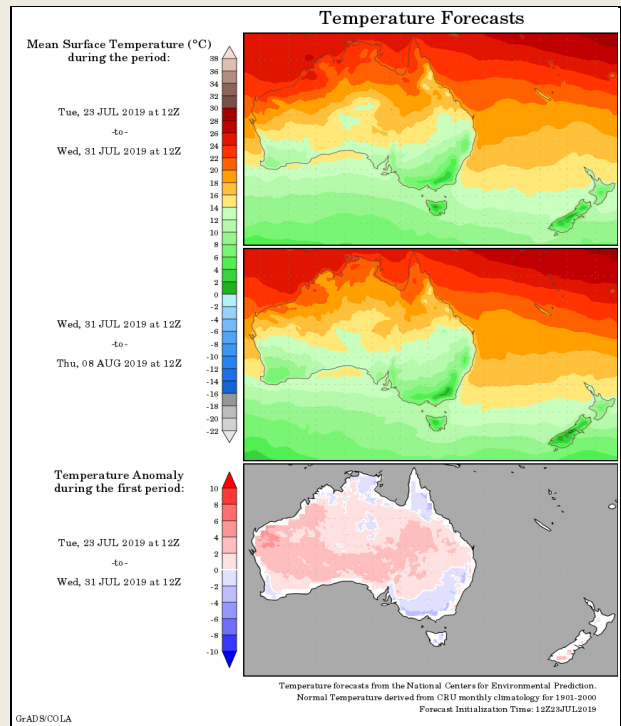 Temperature Forecasts
Mean Surface Temperature (°C)
during the period:
Tue, 23 JUL 2019 at 12Z
-to-
Wed, 31 JUL 2019 at 12Z
38
36
34
32
30
28
26
24
22
20
18
16
14
12
10
8
6
4
2
0
-2
-4
-6
-8
-10
-12
-14
-16
-17
-20
-22
Wed, 31 JUL 2019 at 12Z
-to-
Thu, 08 AUG 2019 at 12Z
Temperature Anomaly
during the first period:
Tue, 23 JUL 2019 at 12Z
-to-
Wed, 31 JUL 2019 at 12Z
10
8
6
4
2
0
-2
-4
-6
-8
-10
Temperature forecasts from the National Centers for Environmental Prediction.
Normal Temperature derived from CRU monthly climatology for 1901-2000
Forecast Initialization Time: 12Z23JUL2019
GrADS/COLA